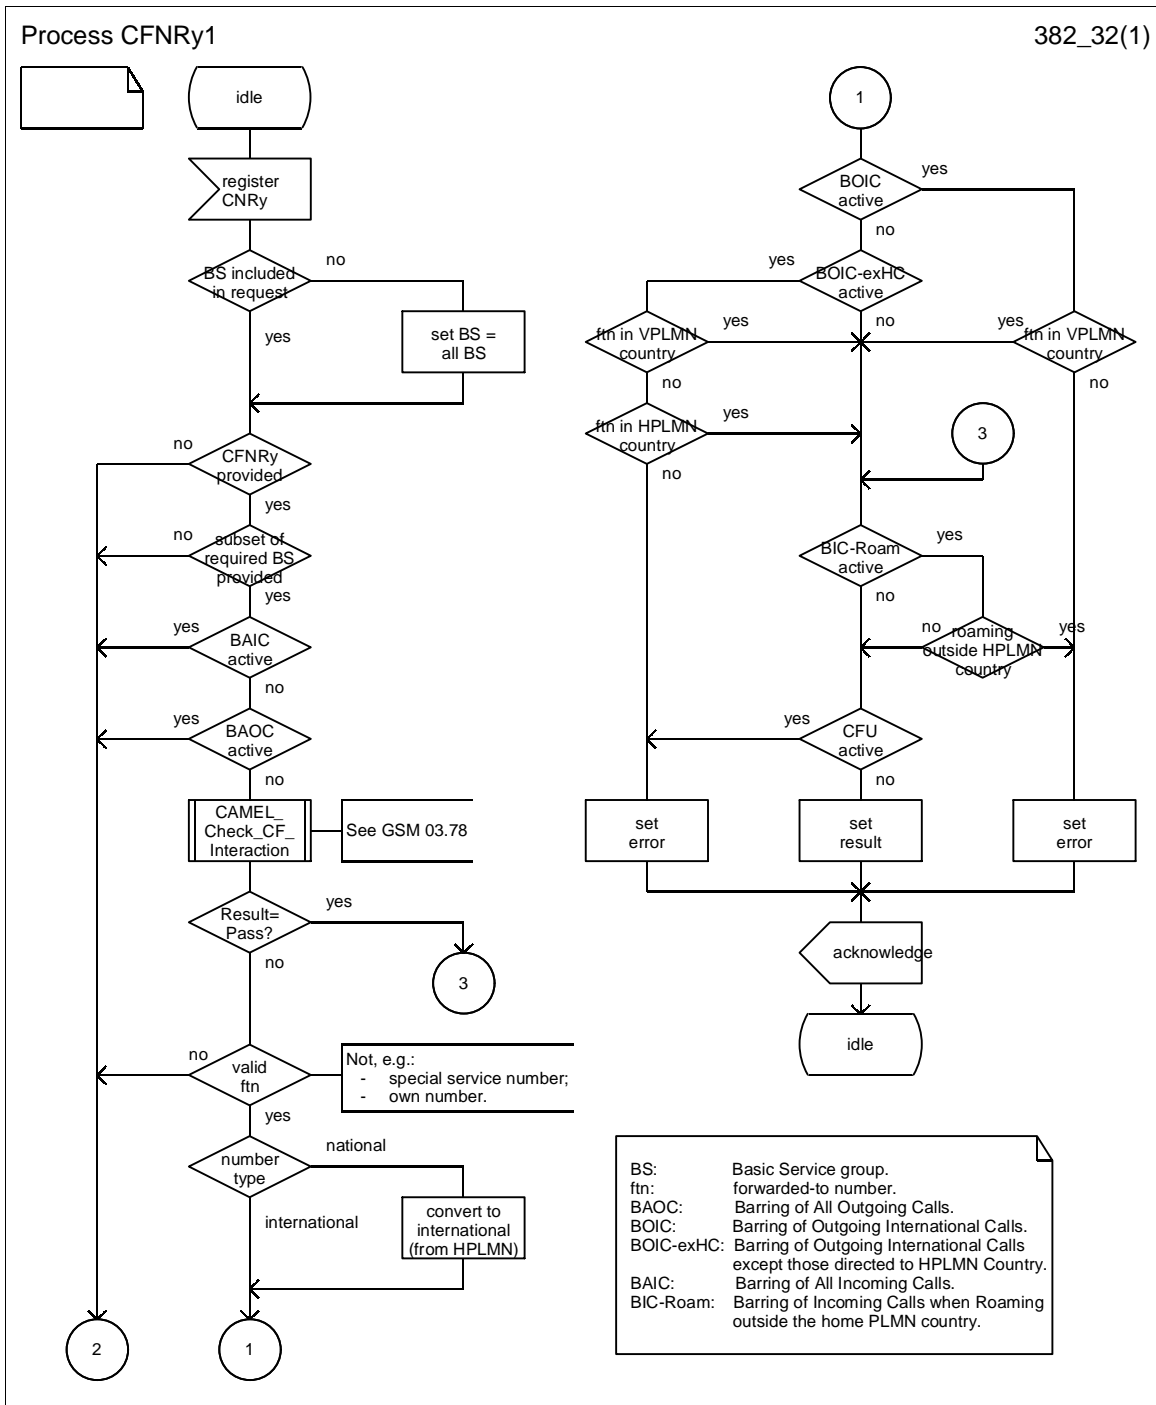 Process CFNRy1
382_32(1)
idle
register
CNRy
BS included
in request
no
yes
set BS =
all BS
no
CFNRy
provided
yes
no
subset of
required BS
provided
yes
yes
BAIC
active
no
yes
BAOC
active
no
CAMEL_
Check_CF_
Interaction
See GSM 03.78
Result=
Pass?
yes
no
3
no
valid
ftn
Not, e.g.:
- special service number;
- own number.
yes
number
type
national
international
convert to
international
(from HPLMN)
2
1
1
BOIC
active
yes
no
yes
BOIC-exHC
active
no
ftn in VPLMN
country
yes
no
yes
ftn in VPLMN
country
no
ftn in HPLMN
country
yes
no
3
BIC-Roam
active
yes
no
no
roaming
outside HPLMN
country
yes
yes
CFU
active
no
set
error
set
result
set
error
acknowledge
idle
BS: Basic Service group.
ftn: forwarded-to number.
BAOC: Barring of All Outgoing Calls.
BOIC: Barring of Outgoing International Calls.
BOIC-exHC: Barring of Outgoing International Calls
except those directed to HPLMN Country.
BAIC: Barring of All Incoming Calls.
BIC-Roam: Barring of Incoming Calls when Roaming
outside the home PLMN country.